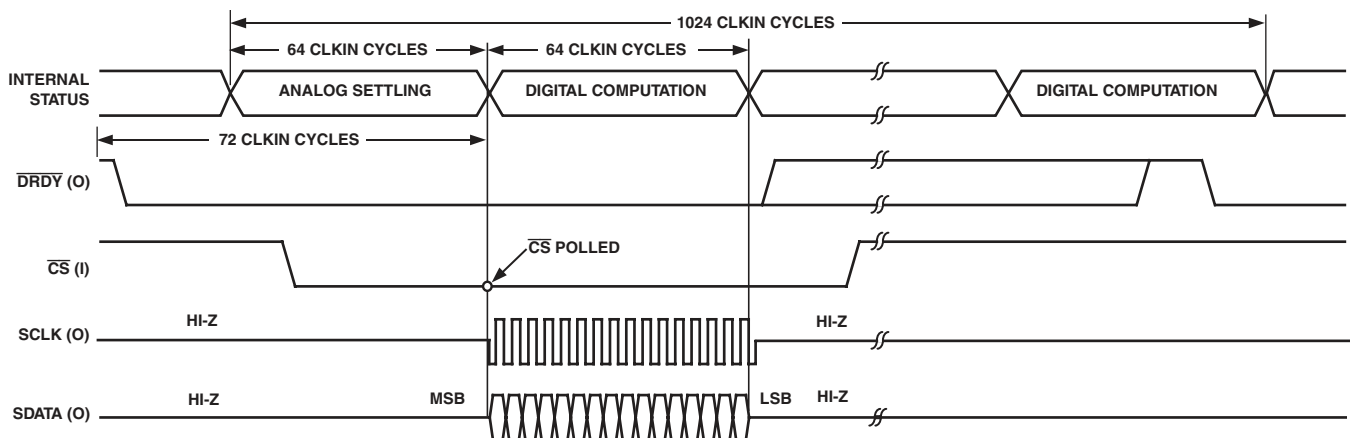 1024 CLKIN CYCLES
64 CLKIN CYCLES 64 CLKIN CYCLES
INTERNAL
STATUS
ANALOG SETTLING DIGITAL COMPUTATION DIGITAL COMPUTATION
72 CLKIN CYCLES
DRDY (O)
CS POLLED
CS (I)
HI-Z HI-Z
SCLK (O)
HI-Z MSB LSB HI-Z
SDATA (O)